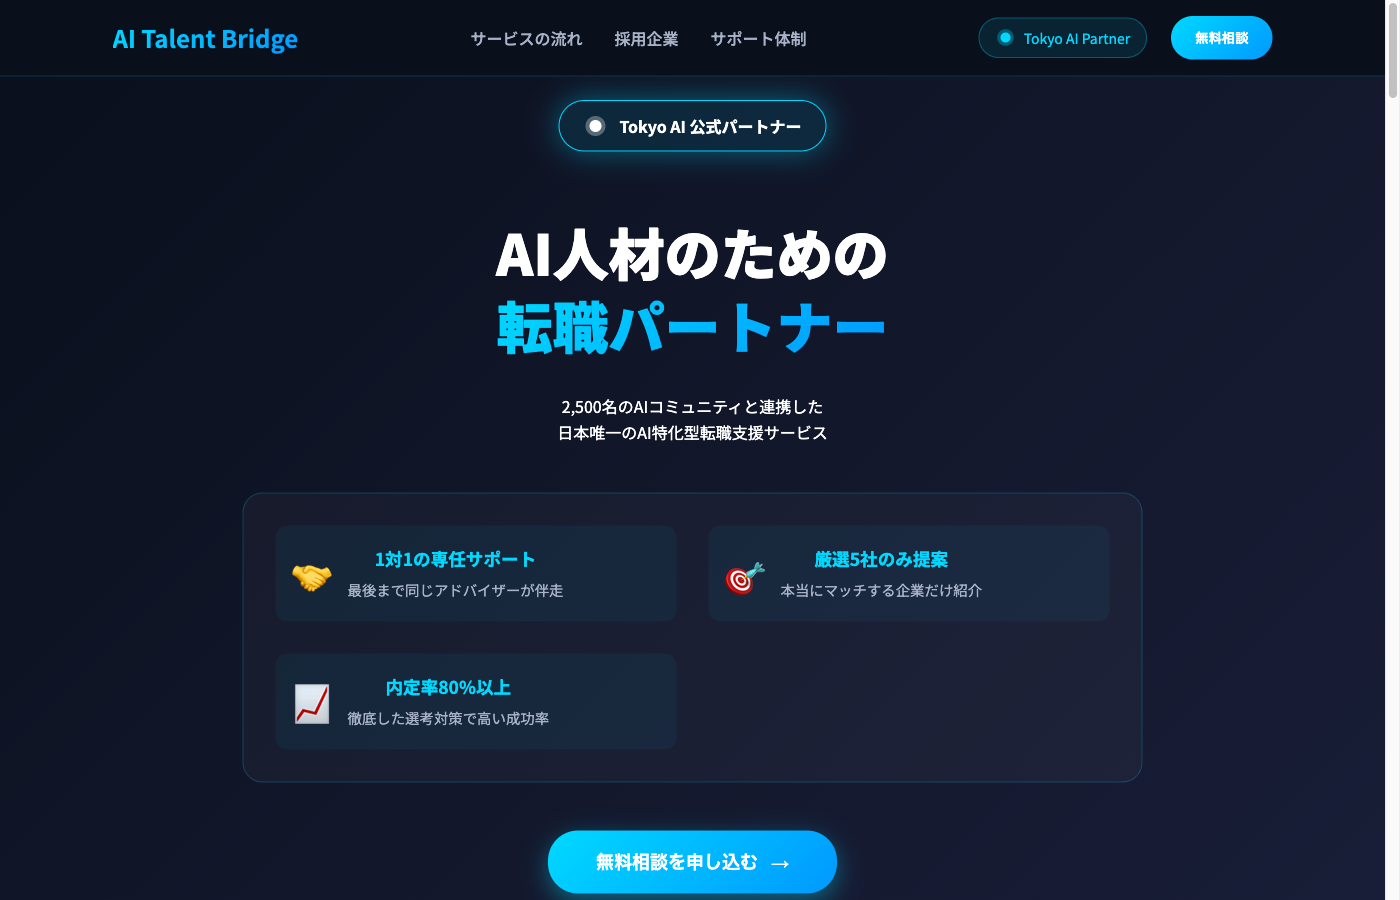 AI Talent Bridge
サービスの流れ
採用企業
サポート体制
Tokyo AI Partner
無料相談
Tokyo AI 公式パートナー
AI人材のための
転職パートナー
2,500名のAIコミュニティと連携した
日本唯一のAI特化型転職支援サービス
1対1の専任サポート
最後まで同じアドバイザーが伴走
厳選5社のみ提案
本当にマッチする企業だけ紹介
内定率80%以上
徹底した選考対策で高い成功率
無料相談を申し込む →